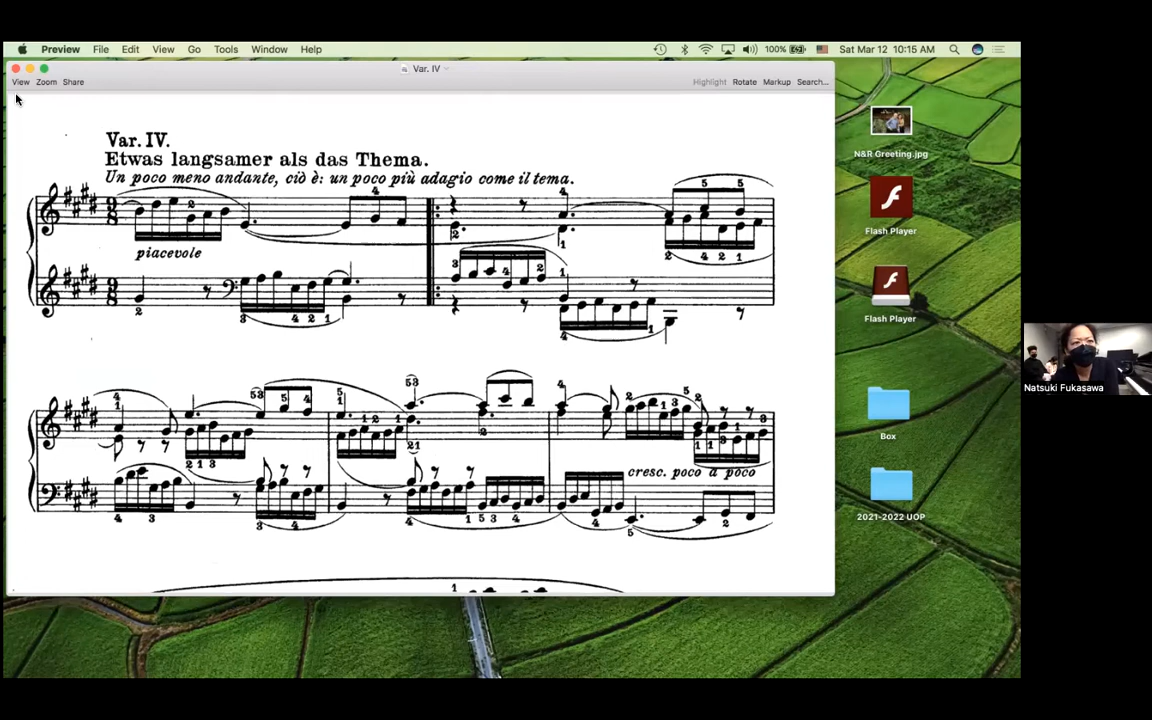 Preview File Edit View Go Tools Window Help
100% Sat Mar 12 10:15 AM
Var. IV
View Zoom Share Highlight Rotate Markup Search...
Var. IV.
Etwas langsamer als das Thema.
Un poco meno andante, ciò è: un poco più adagio come il tema.
piacevole
cresc. poco a poco
N&R Greeting.jpg
Flash Player
Flash Player
Box
2021-2022 UOP
Natsuki Fukasawa